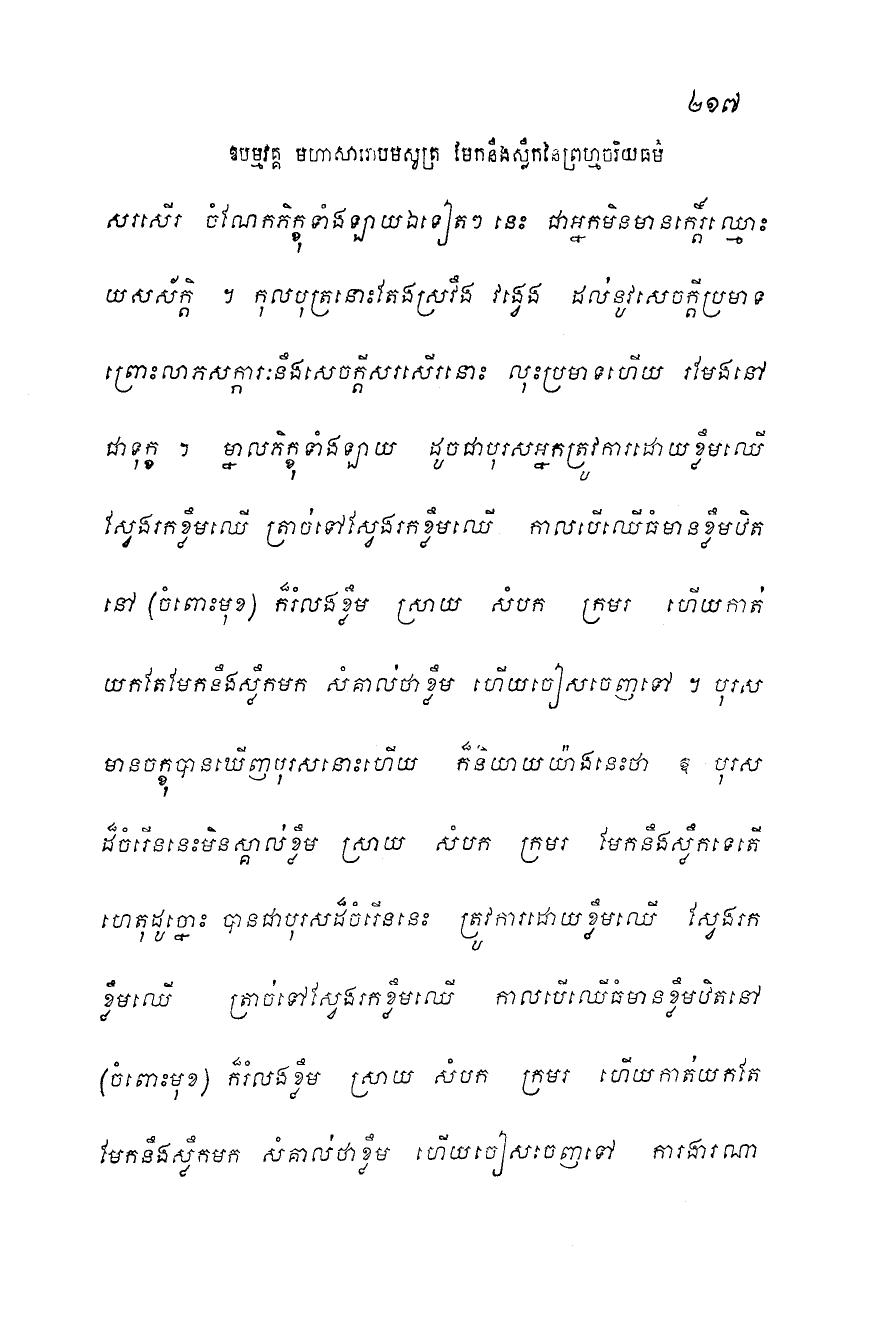 ២១៧
ឧបម្មវគ្គ មហាសារោបមសូត្រ មែកនឹងស្លឹកនៃព្រហ្មចរិយធម៌
សរសើរ ចំណែកភិក្ខុទាំងឡាយឯទៀតៗ នេះ ជាអ្នកមិនមានកេរ្តិ៍ឈ្មោះ
យសស័ក្តិ ។ កុលបុត្រនោះតែងស្រវឹង វង្វេង ដល់នូវសេចក្តីប្រមាទ
ព្រោះលាភសក្ការៈនឹងសេចក្តីសរសើរនោះ លុះប្រមាទហើយ រមែងនៅ
ជាទុក្ខ ។ ម្នាលភិក្ខុទាំងឡាយ ដូចជាបុរសអ្នកត្រូវការដោយខ្លឹមឈើ
ស្វែងរកខ្លឹមឈើ ត្រាច់ទៅស្វែងរកខ្លឹមឈើ កាលបើឈើធំមានខ្លឹមឋិត
នៅ (ចំពោះមុខ) ក៏រំលងខ្លឹម ស្រាយ សំបក ក្រមរ ហើយកាត់
យកតែមែកនឹងស្លឹកមក សំគាល់ថាខ្លឹម ហើយចៀសចេញទៅ ។ បុរស
មានចក្ខុបានឃើញបុរសនោះហើយ ក៏និយាយយ៉ាងនេះថា ឱ បុរស
ដ៏ចំរើននេះមិនស្គាល់ខ្លឹម ស្រាយ សំបក ក្រមរ មែកនឹងស្លឹកទេតើ
ហេតុដូច្នោះ បានជាបុរសដ៏ចំរើននេះ ត្រូវការដោយខ្លឹមឈើ ស្វែងរក
ខ្លឹមឈើ ត្រាច់ទៅស្វែងរកខ្លឹមឈើ កាលបើឈើធំមានខ្លឹមឋិតនៅ
(ចំពោះមុខ) ក៏រំលងខ្លឹម ស្រាយ សំបក ក្រមរ ហើយកាត់យកតែ
មែកនឹងស្លឹកមក សំគាល់ថាខ្លឹម ហើយចៀសចេញទៅ ការងារណា